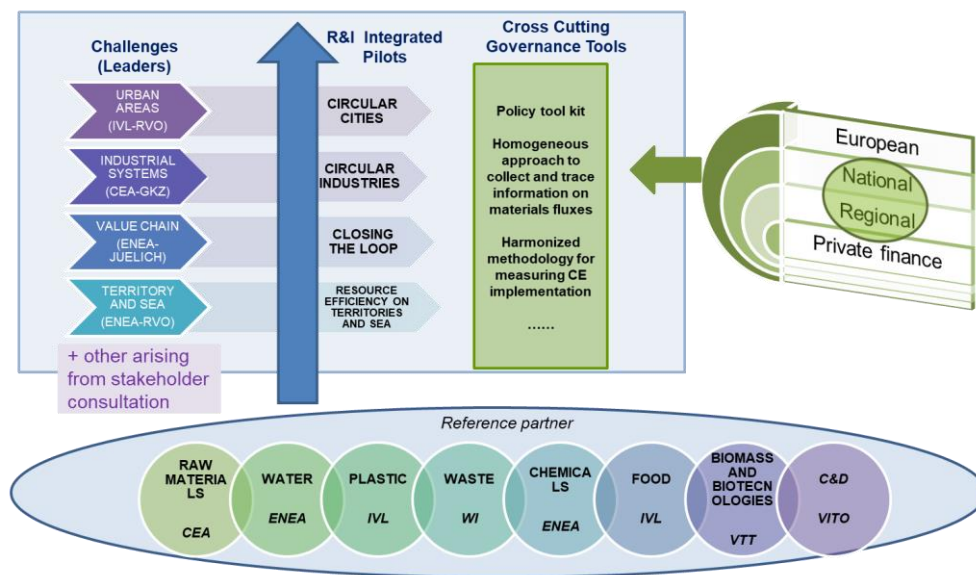 Challenges
(Leaders)
R&I Integrated
Pilots
Cross Cutting
Governance Tools
URBAN
AREAS
(IVL-RVO)
CIRCULAR
CITIES
INDUSTRIAL
SYSTEMS
(CEA-GKZ)
CIRCULAR
INDUSTRIES
VALUE CHAIN
(ENEA-
JUELICH)
CLOSING
THE LOOP
TERRITORY
AND SEA
(ENEA-RVO)
RESOURCE
EFFICIENCY ON
TERRITORIES
AND SEA
+ other arising
from stakeholder
consultation
Policy tool kit
Homogeneous
approach to
collect and trace
information on
materials fluxes
Harmonized
methodology for
measuring CE
implementation
......
European
National
Regional
Private finance
Reference partner
RAW
MATERIA
LS
CEA
WATER
ENEA
PLASTIC
IVL
WASTE
WI
CHEMICA
LS
ENEA
FOOD
IVL
BIOMASS
AND
BIOTECN
OLOGIES
VTT
C&D
VITO